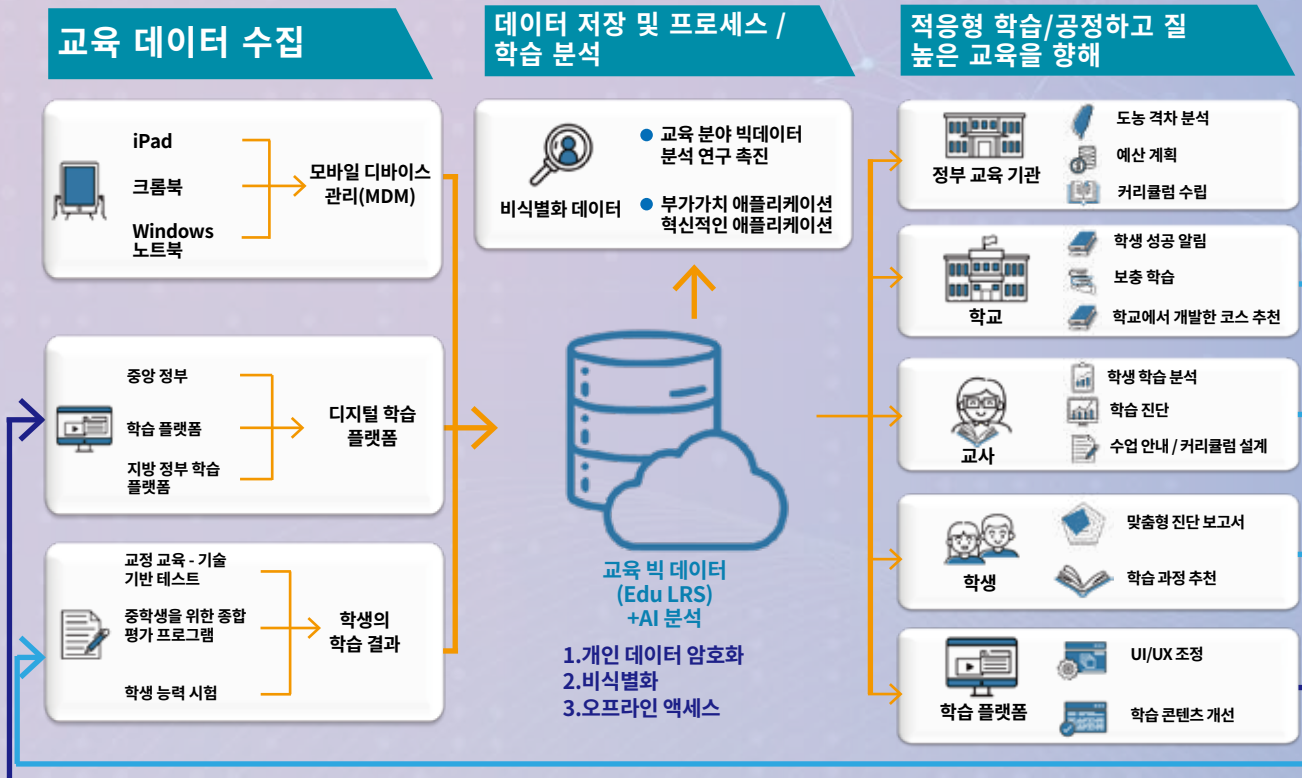 교육 데이터 수집
iPad
크롬북
Windows
노트북
모바일 디바이스
관리(MDM)
중앙 정부
학습 플랫폼
지방 정부 학습
플랫폼
디지털 학습
플랫폼
교정 교육 - 기술
기반 테스트
중학생을 위한 종합
평가 프로그램
학생 능력 시험
학생의
학습 결과
데이터 저장 및 프로세스 /
학습 분석
비식별화 데이터
● 교육 분야 빅데이터
분석 연구 촉진
● 부가가치 애플리케이션
혁신적인 애플리케이션
교육 빅 데이터
(Edu LRS)
+AI 분석
1.개인 데이터 암호화
2.비식별화
3.오프라인 액세스
적응형 학습/공정하고 질
높은 교육을 향해
정부 교육 기관
도농 격차 분석
예산 계획
커리큘럼 수립
학교
학생 성공 알림
보충 학습
학교에서 개발한 코스 추천
교사
학생 학습 분석
학습 진단
수업 안내 / 커리큘럼 설계
학생
맞춤형 진단 보고서
학습 과정 추천
학습 플랫폼
UI/UX 조정
학습 콘텐츠 개선